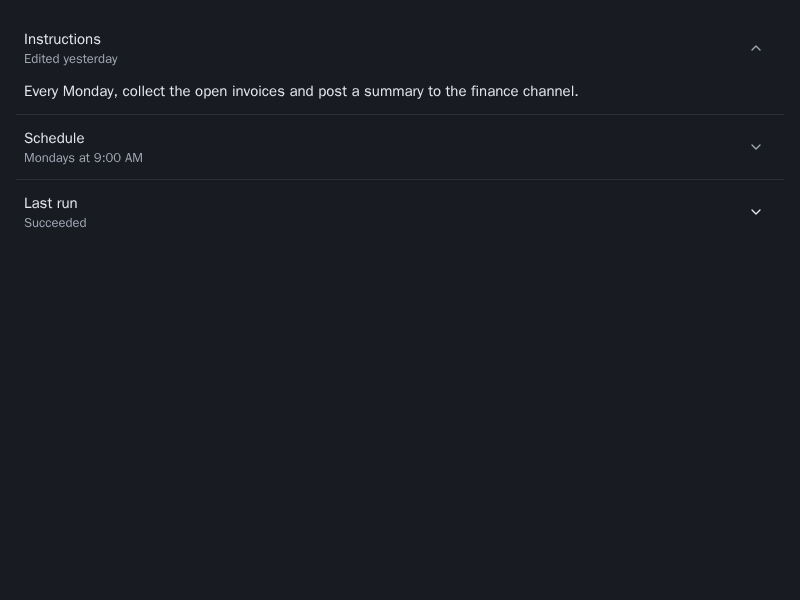 Instructions
Edited yesterday
Every Monday, collect the open invoices and post a summary to the finance channel.
Schedule
Mondays at 9:00 AM
Last run
Succeeded